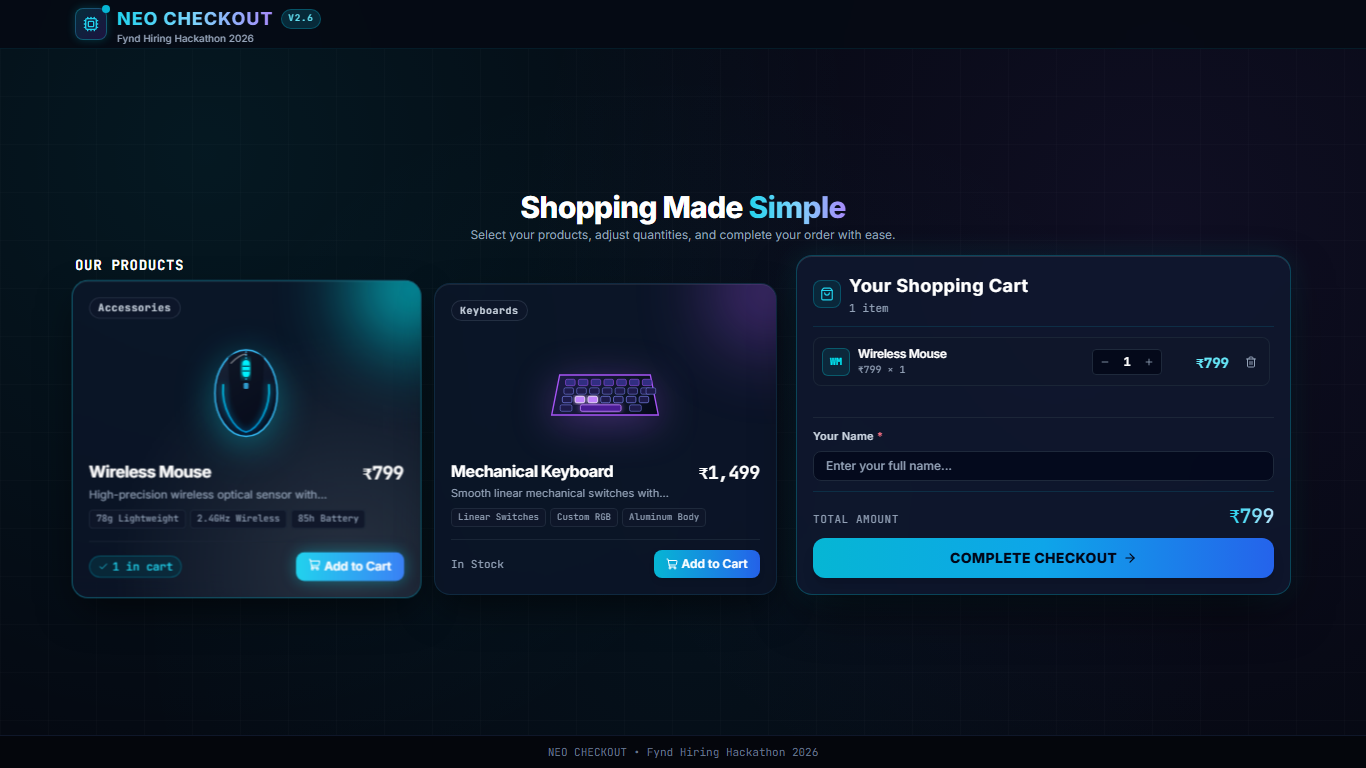 NEO CHECKOUT V2.6
Fynd Hiring Hackathon 2026
Shopping Made Simple
Select your products, adjust quantities, and complete your order with ease.
OUR PRODUCTS
Accessories
Wireless Mouse ₹799
High-precision wireless optical sensor with...
78g Lightweight 2.4GHz Wireless 85h Battery
✓ 1 in cart Add to Cart
Keyboards
Mechanical Keyboard ₹1,499
Smooth linear mechanical switches with...
Linear Switches Custom RGB Aluminum Body
In Stock Add to Cart
Your Shopping Cart
1 item
WM Wireless Mouse − 1 + ₹799
₹799 × 1
Your Name *
Enter your full name...
TOTAL AMOUNT ₹799
COMPLETE CHECKOUT →
NEO CHECKOUT • Fynd Hiring Hackathon 2026